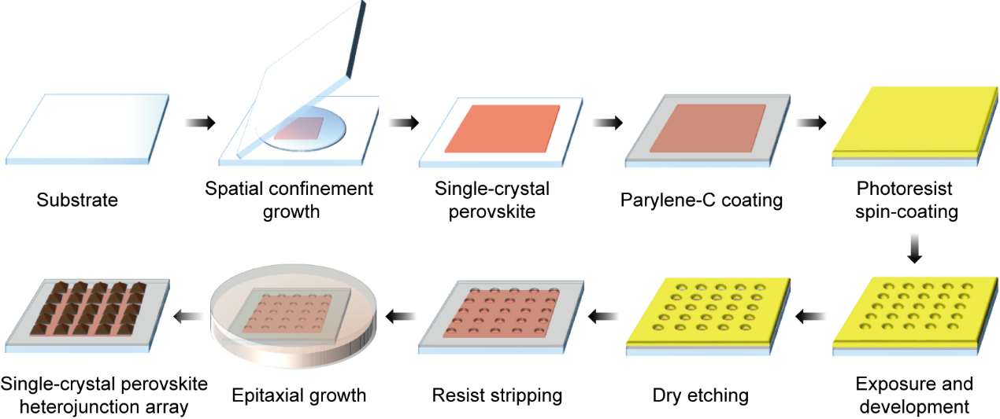 Substrate
Spatial confinement
growth
Single-crystal
perovskite
Parylene-C coating
Photoresist
spin-coating
Single-crystal perovskite
heterojunction array
Epitaxial growth
Resist stripping
Dry etching
Exposure and
development